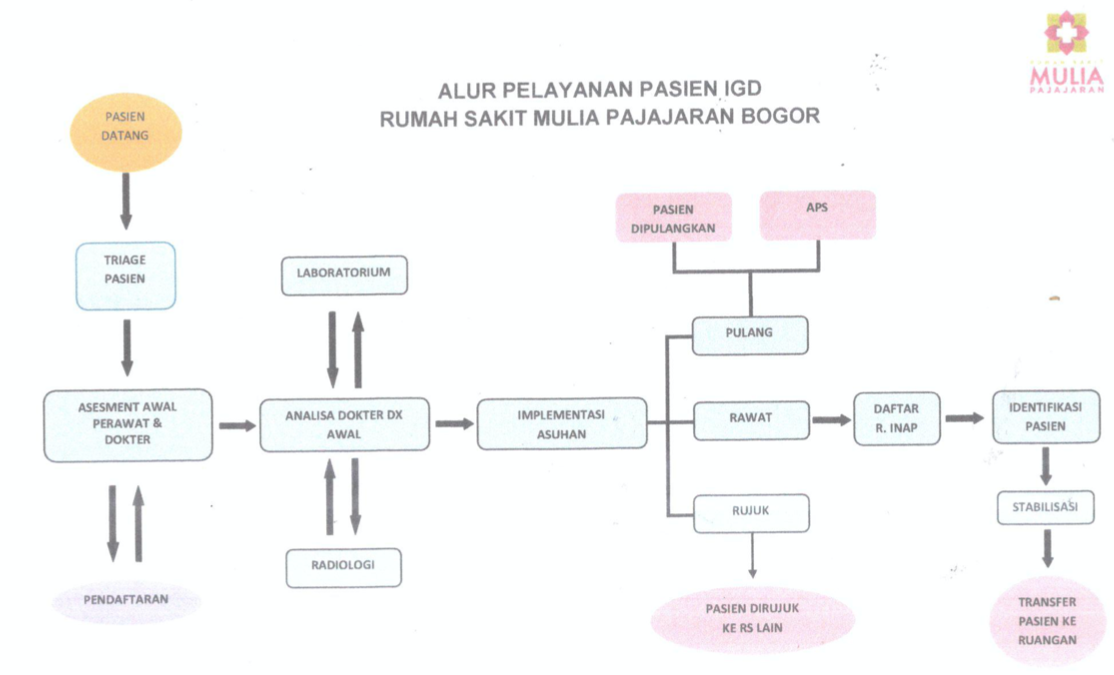 RUMAH SAKIT
MULIA
PAJAJARAN
ALUR PELAYANAN PASIEN IGD
RUMAH SAKIT MULIA PAJAJARAN BOGOR
PASIEN
DATANG
TRIAGE
PASIEN
ASESMENT AWAL
PERAWAT &
DOKTER
PENDAFTARAN
LABORATORIUM
ANALISA DOKTER DX
AWAL
RADIOLOGI
IMPLEMENTASI
ASUHAN
PASIEN
DIPULANGKAN
APS
PULANG
RAWAT
RUJUK
PASIEN DIRUJUK
KE RS LAIN
DAFTAR
R. INAP
IDENTIFIKASI
PASIEN
STABILISASI
TRANSFER
PASIEN KE
RUANGAN